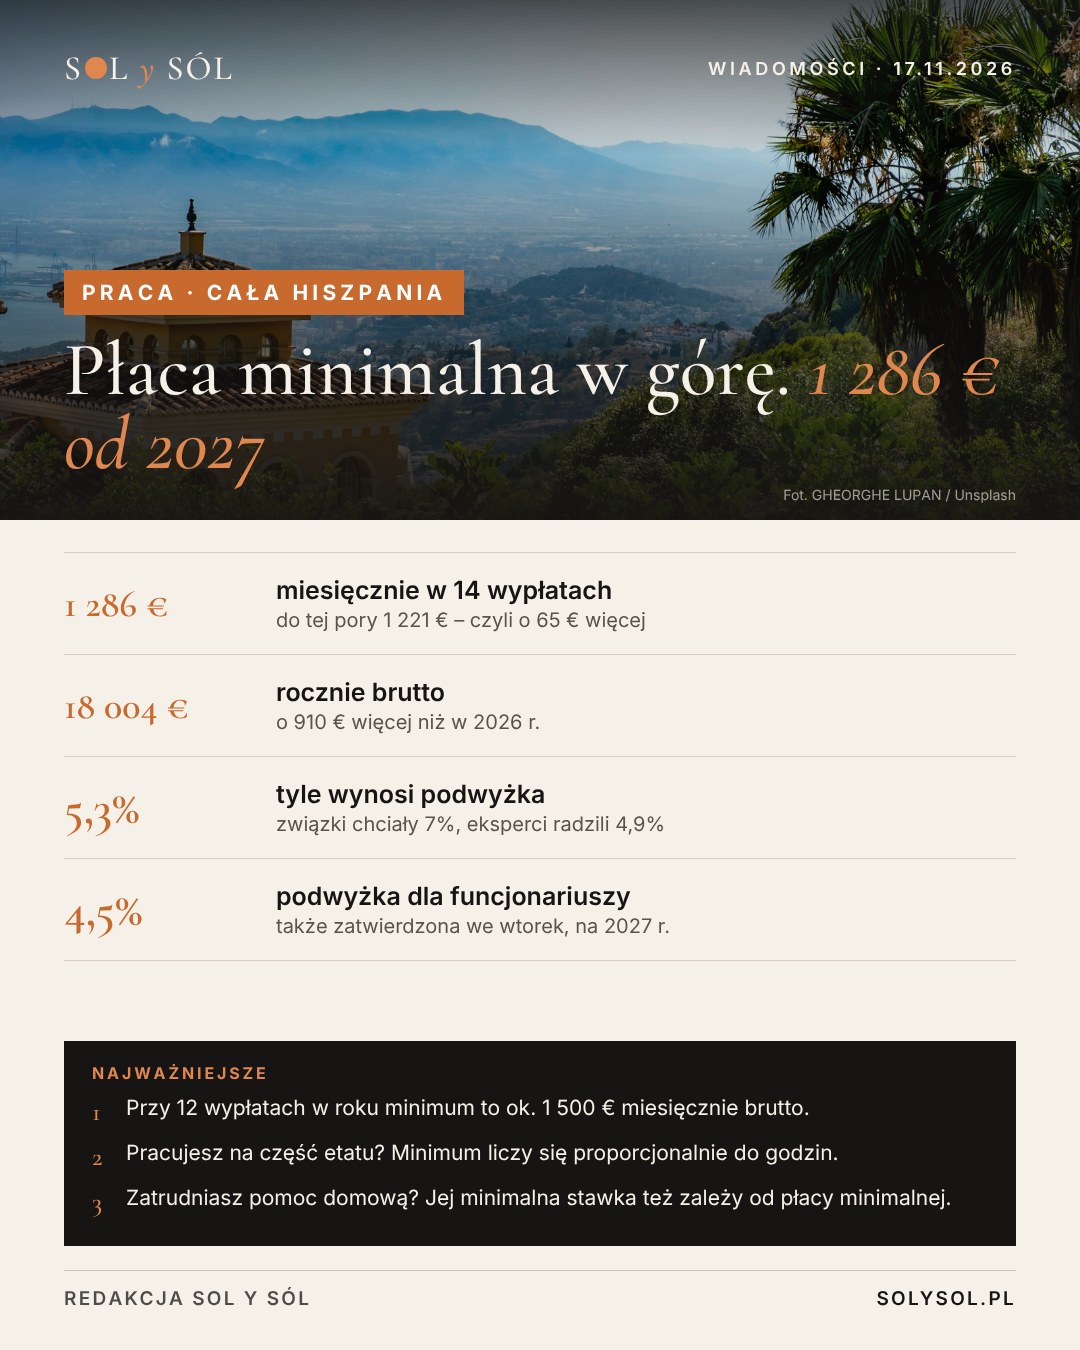 SOL y SÓL
WIADOMOŚCI · 17.11.2026
PRACA · CAŁA HISZPANIA
Płaca minimalna w górę. 1 286 €
od 2027
Fot. GHEORGHE LUPAN / Unsplash
1 286 €
miesięcznie w 14 wypłatach
do tej pory 1 221 € – czyli o 65 € więcej
18 004 €
rocznie brutto
o 910 € więcej niż w 2026 r.
5,3%
tyle wynosi podwyżka
związki chciały 7%, eksperci radzili 4,9%
4,5%
podwyżka dla funcjonariuszy
także zatwierdzona we wtorek, na 2027 r.
NAJWAŻNIEJSZE
1 Przy 12 wypłatach w roku minimum to ok. 1 500 € miesięcznie brutto.
2 Pracujesz na część etatu? Minimum liczy się proporcjonalnie do godzin.
3 Zatrudniasz pomoc domową? Jej minimalna stawka też zależy od płacy minimalnej.
REDAKCJA SOL Y SÓL
SOLYSOL.PL